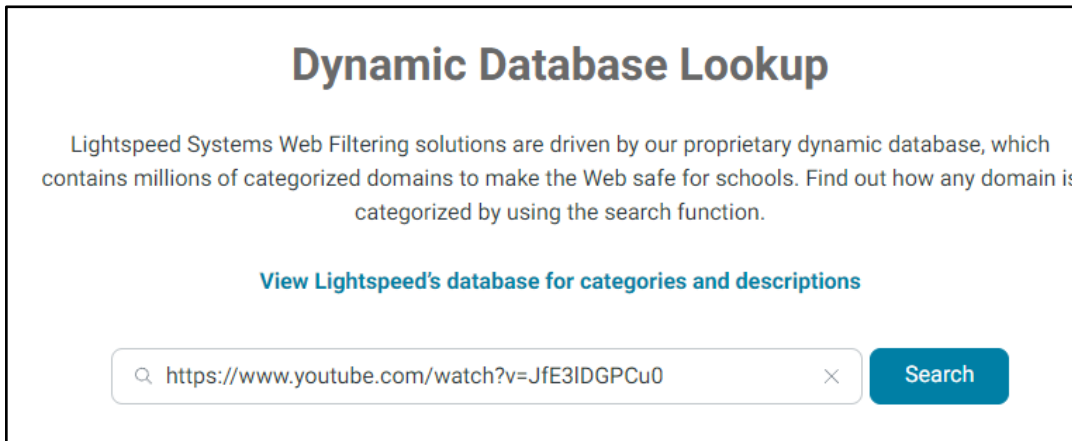 Dynamic Database Lookup
Lightspeed Systems Web Filtering solutions are driven by our proprietary dynamic database, which
contains millions of categorized domains to make the Web safe for schools. Find out how any domain is
categorized by using the search function.
View Lightspeed's database for categories and descriptions
https://www.youtube.com/watch?v=JfE3lDGPCu0 Search